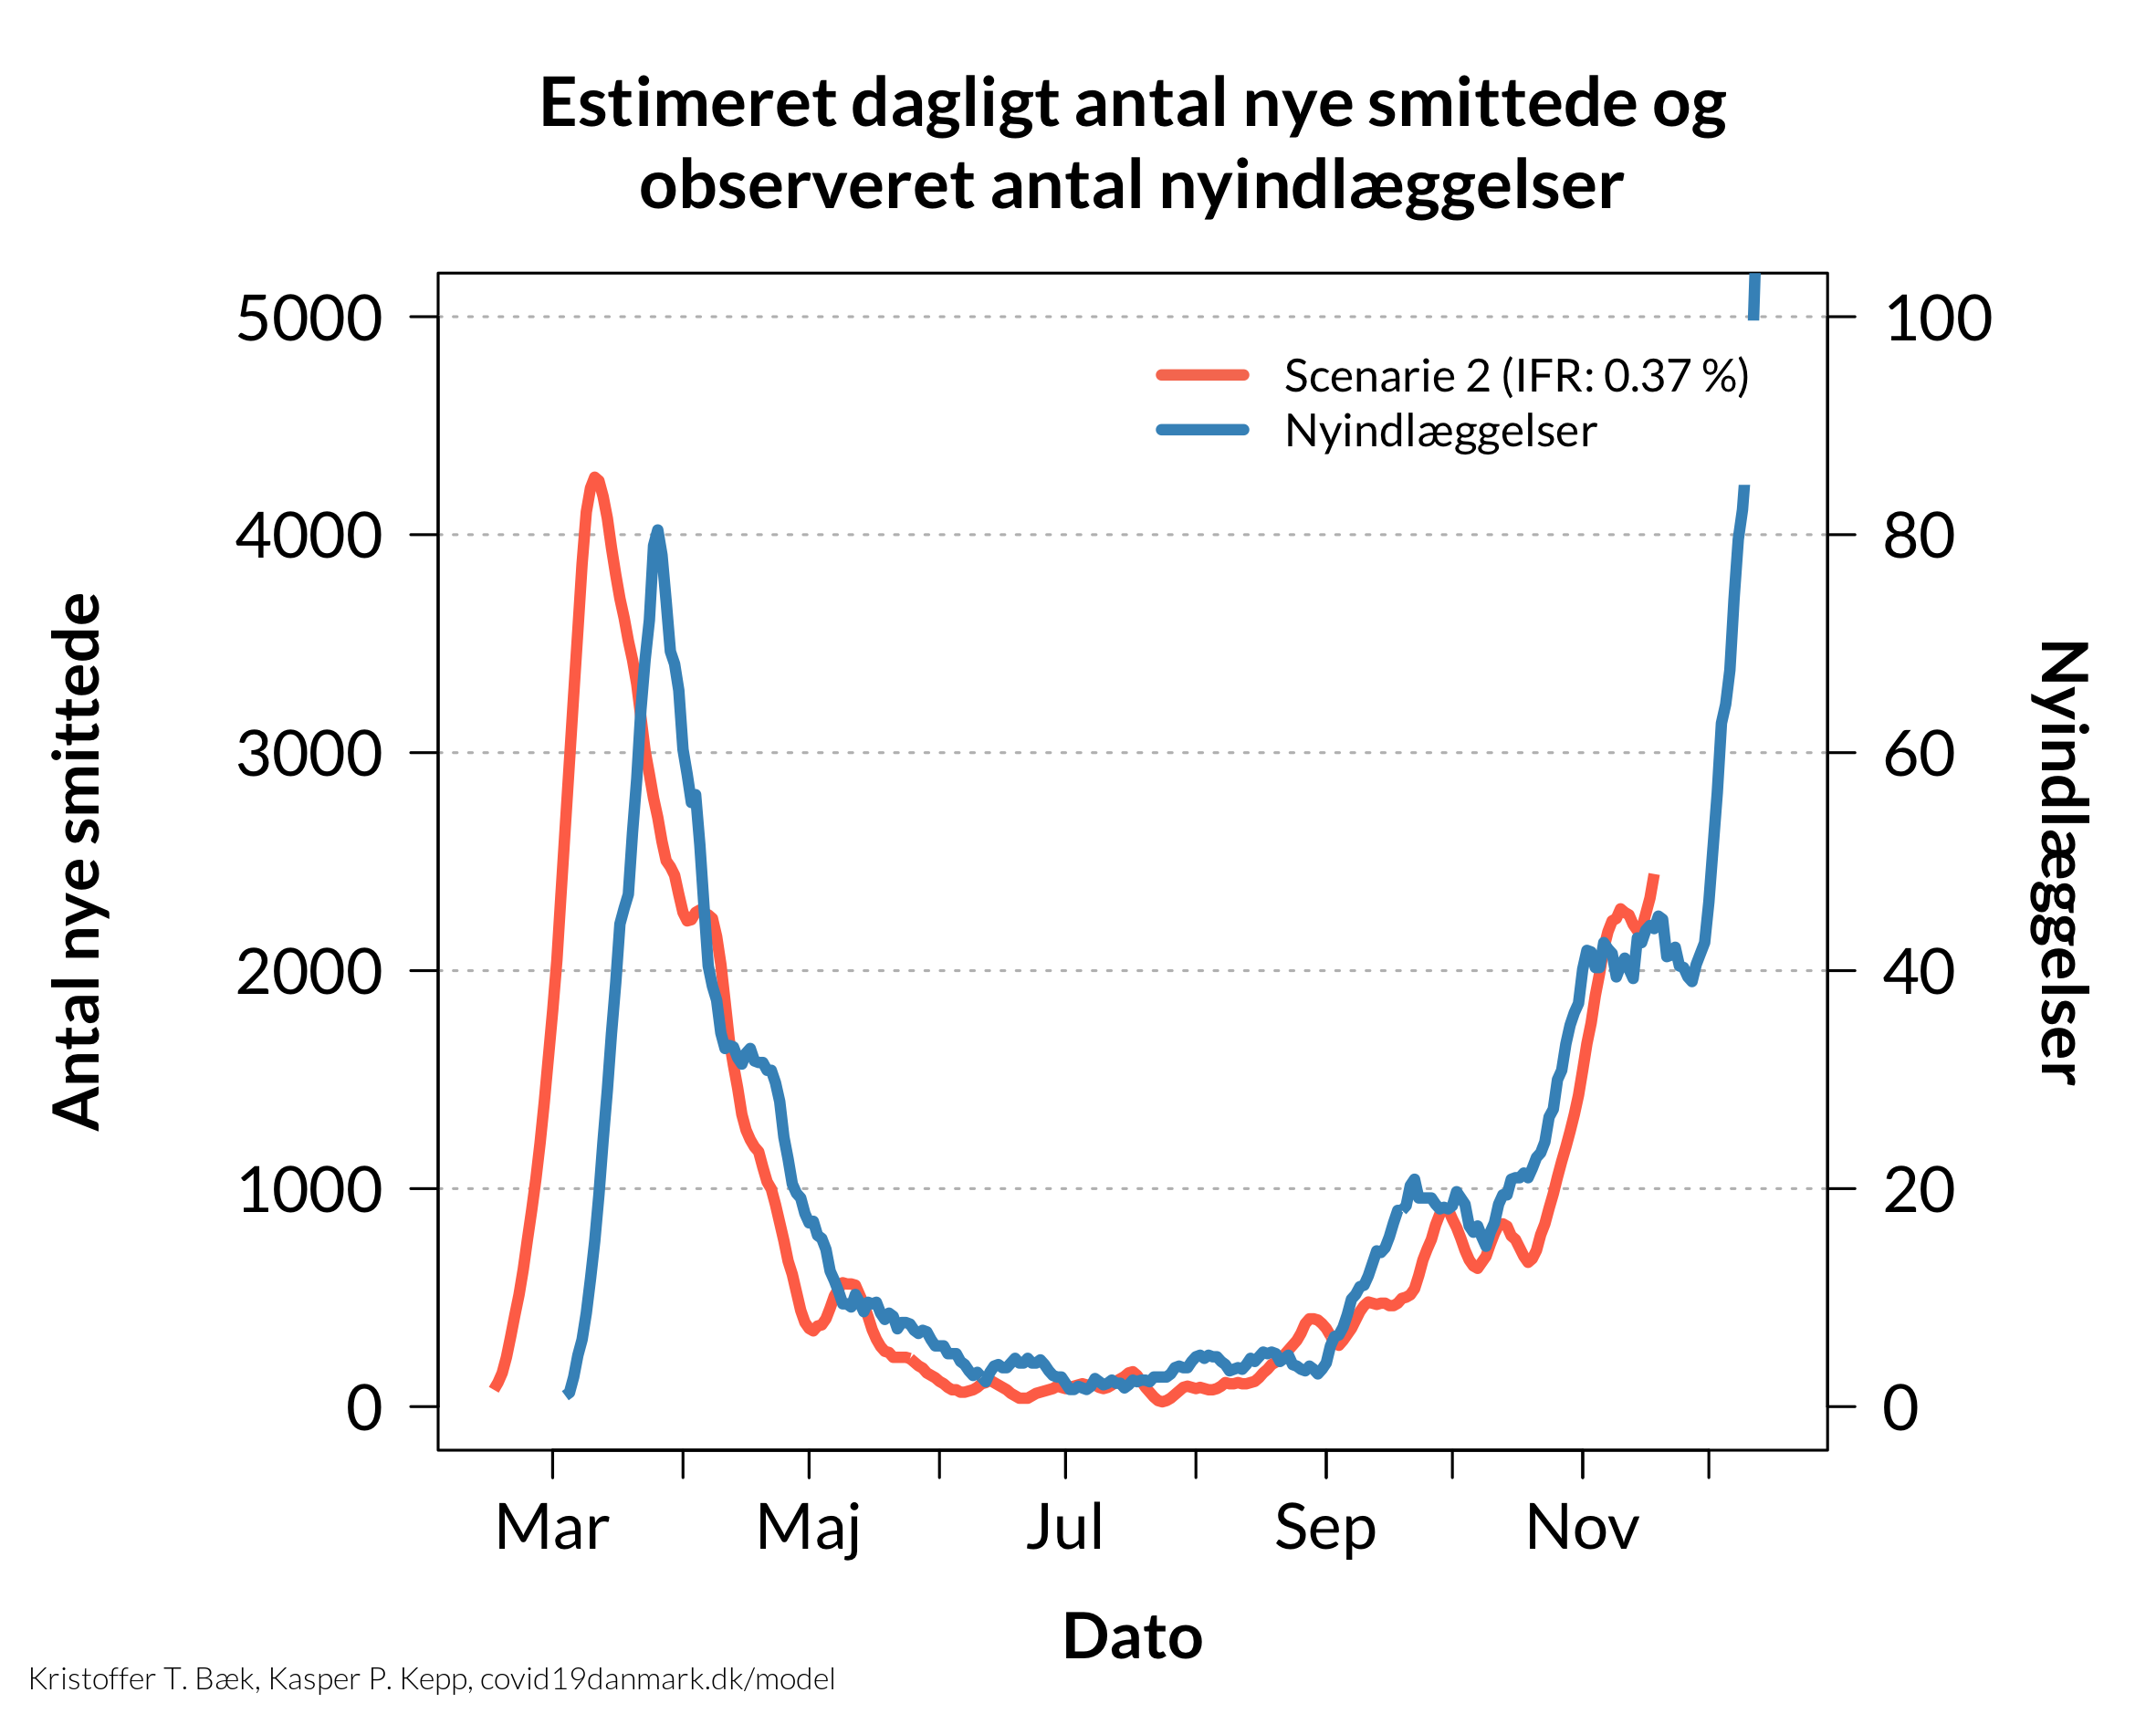 Estimeret dagligt antal nye smittede og
observeret antal nyindlæggelser
5000
4000
3000
2000
1000
0
Antal nye smittede
Scenarie 2 (IFR: 0.37 %)
Nyindlæggelser
100
80
60
40
20
0
Nyindlæggelser
Mar
Maj
Jul
Sep
Nov
Dato
Kristoffer T. Bæk, Kasper P. Kepp, covid19danmark.dk/model